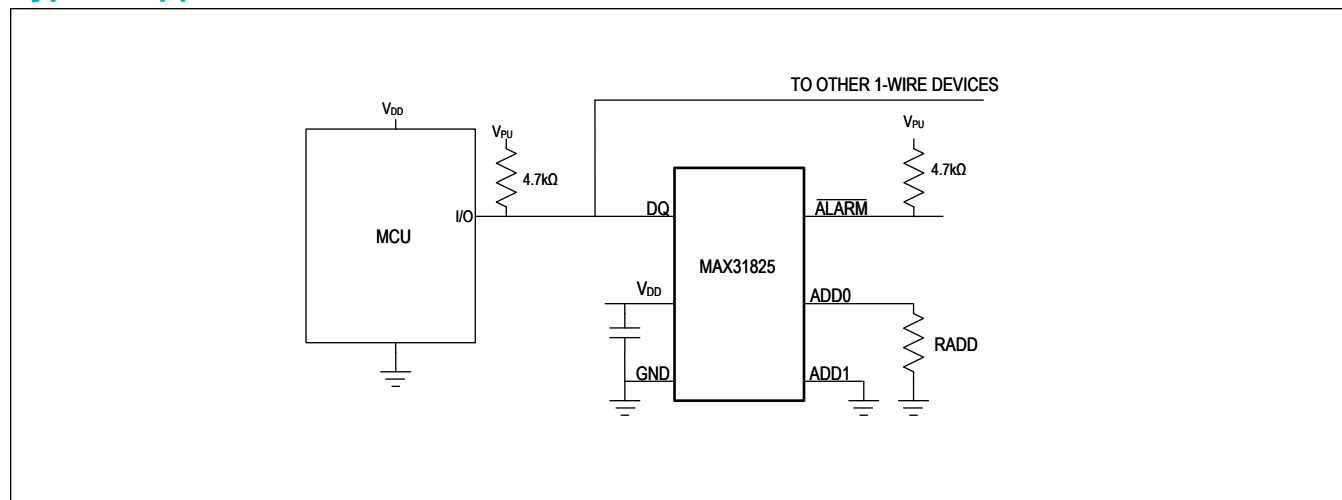 TO OTHER 1-WIRE DEVICES
VDD
VPU
VPU
4.7kΩ
4.7kΩ
I/O
DQ
ALARM
MCU
MAX31825
VDD
ADD0
RADD
GND
ADD1